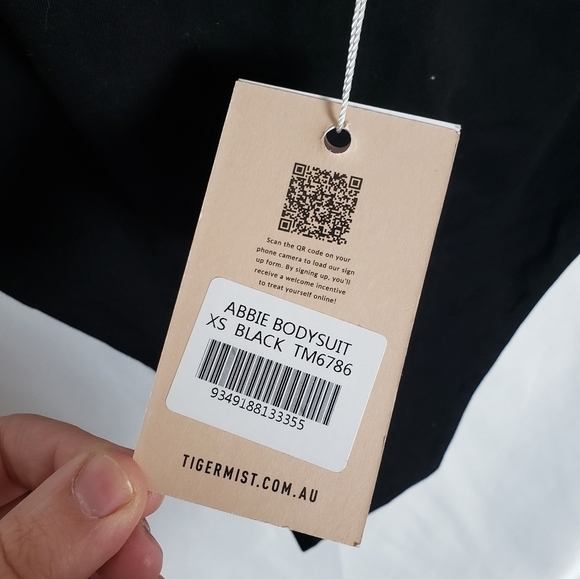 Scan the QR code on your
phone camera to load our sign
up form. By signing up, you'll
receive a welcome incentive
to treat yourself online!
ABBIE BODYSUIT
XS BLACK TM6786
9349188133355
TIGERMIST.COM.AU